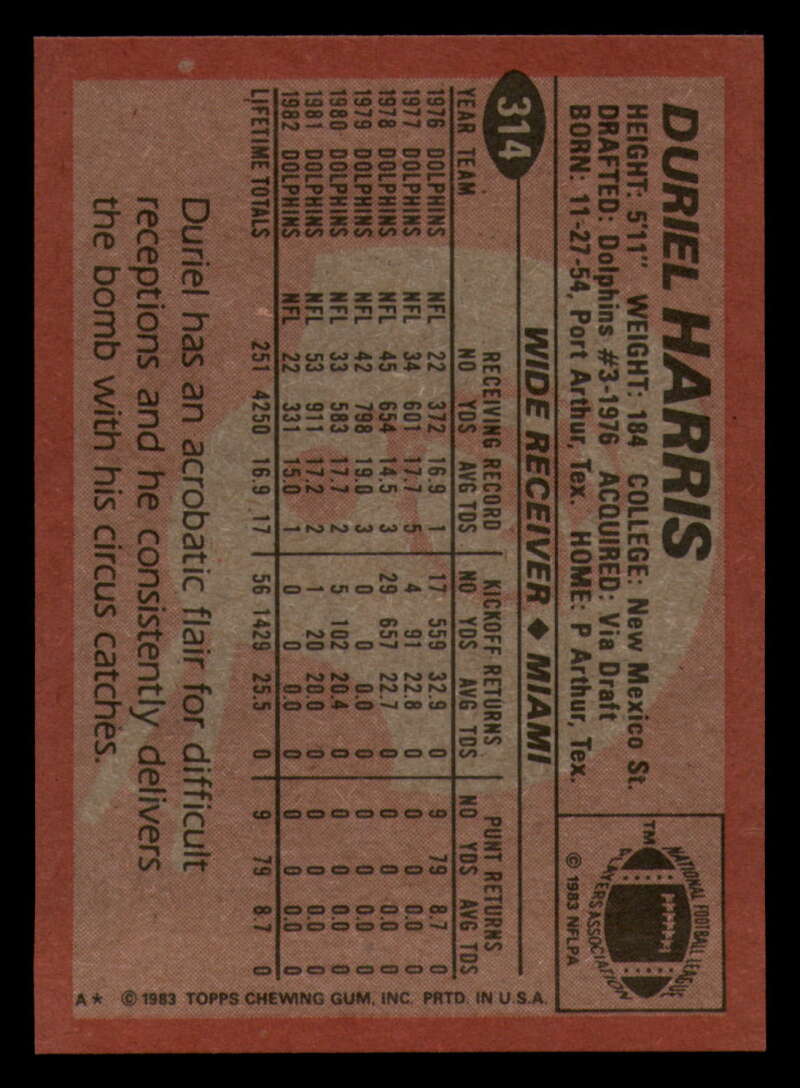 DURIEL HARRIS
HEIGHT: 5'11" WEIGHT: 184 COLLEGE: New Mexico St.
DRAFTED: Dolphins #3-1976 ACQUIRED: Via Draft
BORN: 11-27-54, Port Arthur, Tex. HOME: P Arthur, Tex.
NATIONAL FOOTBALL LEAGUE
PLAYERS ASSOCIATION
TM
© 1983 NFLPA
314
WIDE RECEIVER ◆ MIAMI
RECEIVING RECORD KICKOFF RETURNS PUNT RETURNS
YEAR TEAM NO YDS AVG TDS NO YDS AVG TDS NO YDS AVG TDS
1976 DOLPHINS NFL 22 372 16.9 1 17 559 32.9 0 9 79 8.7 0
1977 DOLPHINS NFL 34 601 17.7 5 4 91 22.8 0 0 0 0.0 0
1978 DOLPHINS NFL 45 654 14.5 3 29 657 22.7 0 0 0 0.0 0
1979 DOLPHINS NFL 42 798 19.0 3 0 0 0.0 0 0 0 0.0 0
1980 DOLPHINS NFL 33 583 17.7 2 5 102 20.4 0 0 0 0.0 0
1981 DOLPHINS NFL 53 911 17.2 2 1 20 20.0 0 0 0 0.0 0
1982 DOLPHINS NFL 22 331 15.0 1 0 0 0.0 0 0 0 0.0 0
LIFETIME TOTALS 251 4250 16.9 17 56 1429 25.5 0 9 79 8.7 0
Duriel has an acrobatic flair for difficult
receptions and he consistently delivers
the bomb with his circus catches.
A* © 1983 TOPPS CHEWING GUM, INC. PRTD. IN U.S.A.